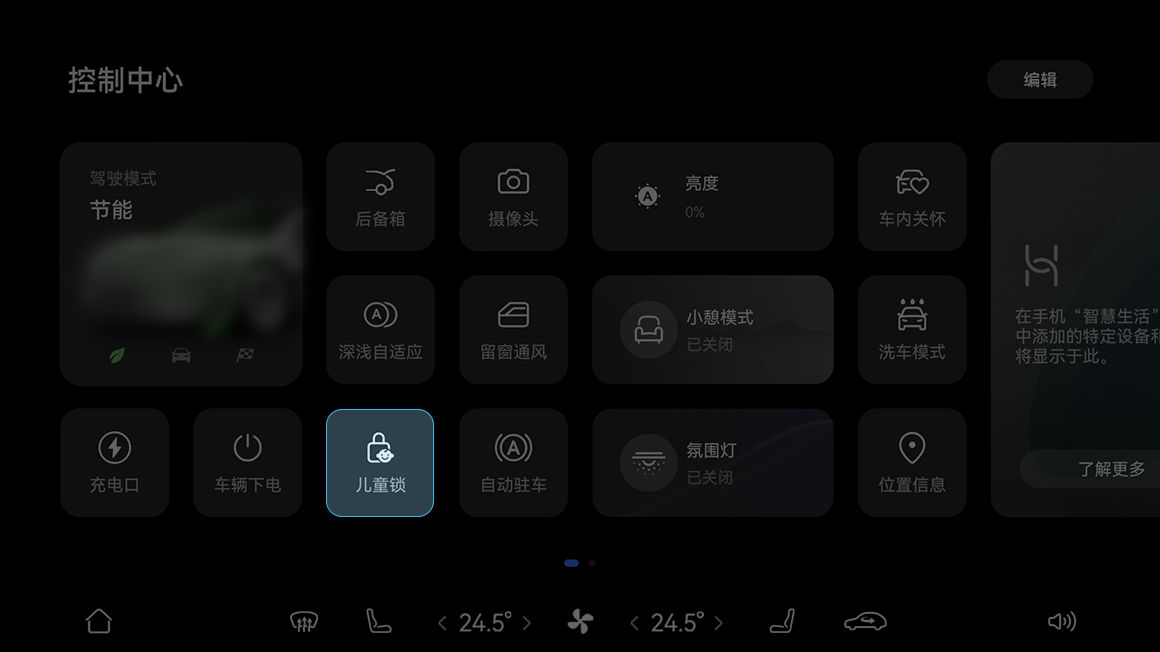 控制中心
编辑
驾驶模式
节能
后备箱
摄像头
亮度
0%
车内关怀
深浅自适应
留窗通风
小憩模式
已关闭
洗车模式
在手机“智慧生活”
中添加的特定设备和
将显示于此。
了解更多
充电口
车辆下电
儿童锁
自动驻车
氛围灯
已关闭
位置信息
24.5°
24.5°